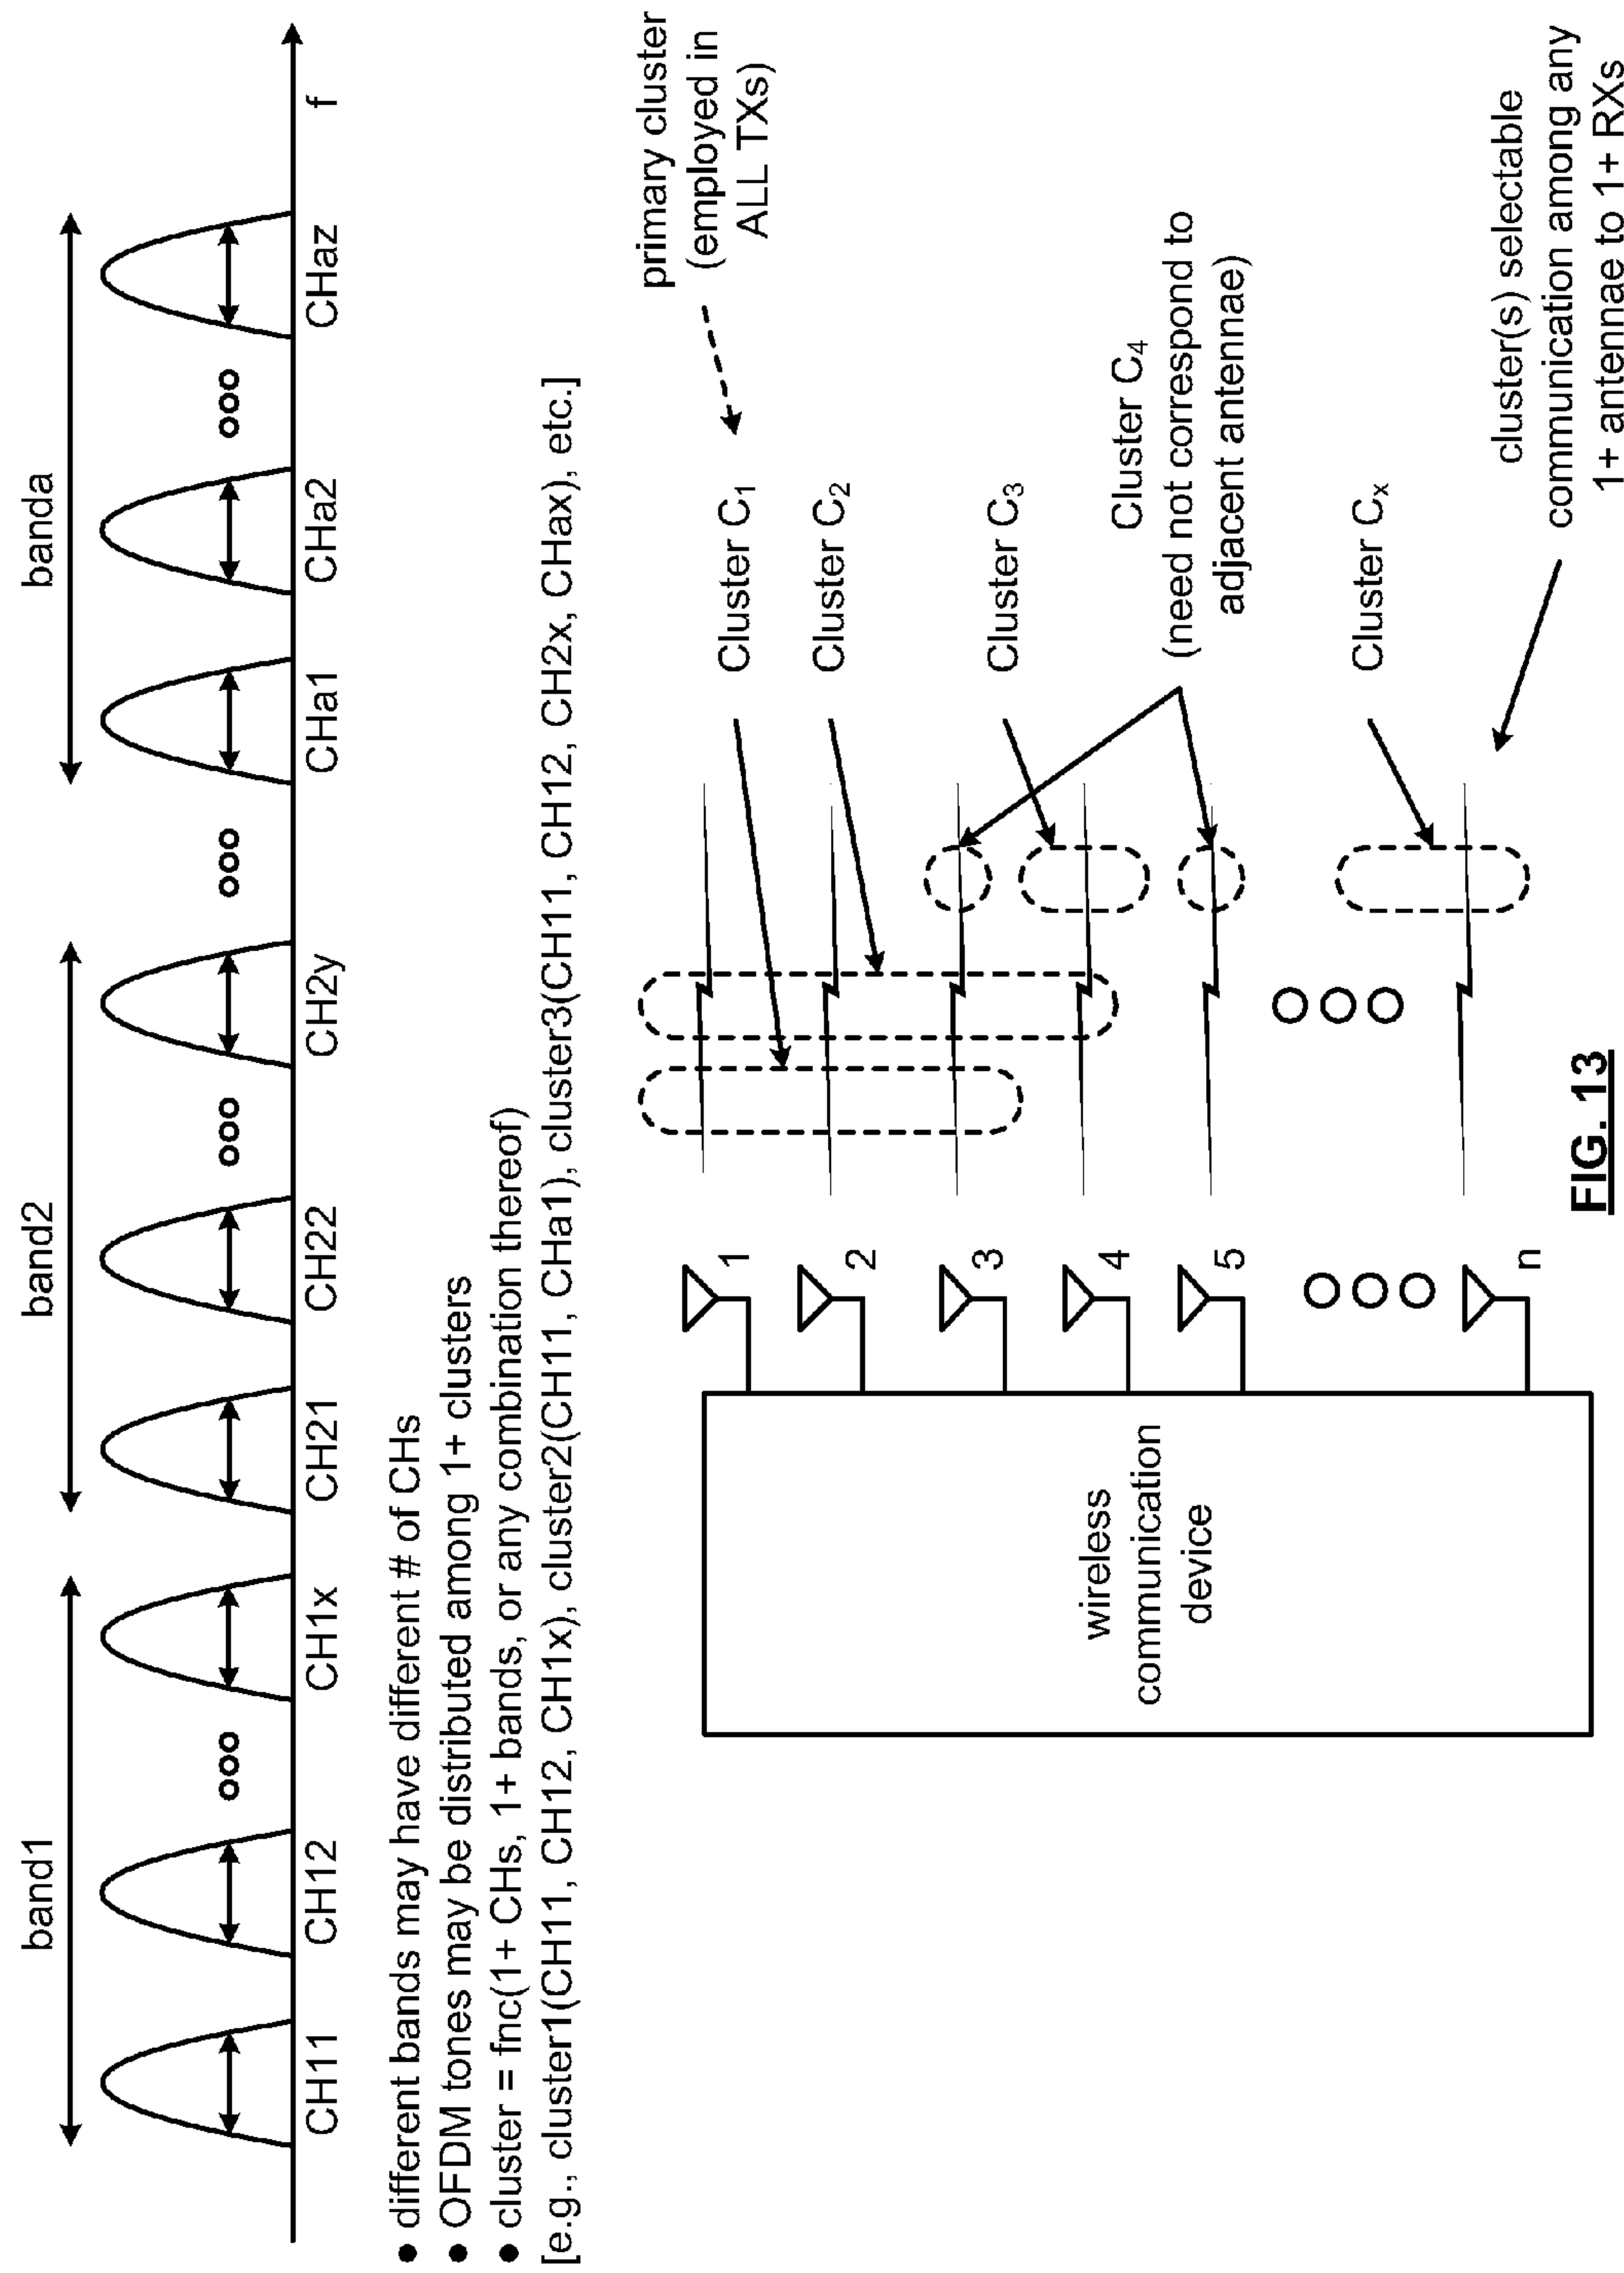 band1
band2
banda
ooo
ooo
ooo
ooo
CH11
CH12
CH1x
CH21
CH22
CH2y
CHa1
CHa2
CHaz
f
● different bands may have different # of CHs
● OFDM tones may be distributed among 1+ clusters
● cluster = fnc(1+ CHs, 1+ bands, or any combination thereof)
[e.g., cluster1(CH11, CH12, CH1x), cluster2(CH11, CHa1), cluster3(CH11, CH12, CH2x, CHax), etc.]
primary cluster
(employed in
ALL TXs)
Cluster C₁
Cluster C₂
Cluster C₃
Cluster C₄
(need not correspond to
adjacent antennae)
Cluster Cₓ
cluster(s) selectable
communication among any
1+ antennae to 1+ RXs
wireless
communication
device
1
2
3
4
5
n
FIG. 13